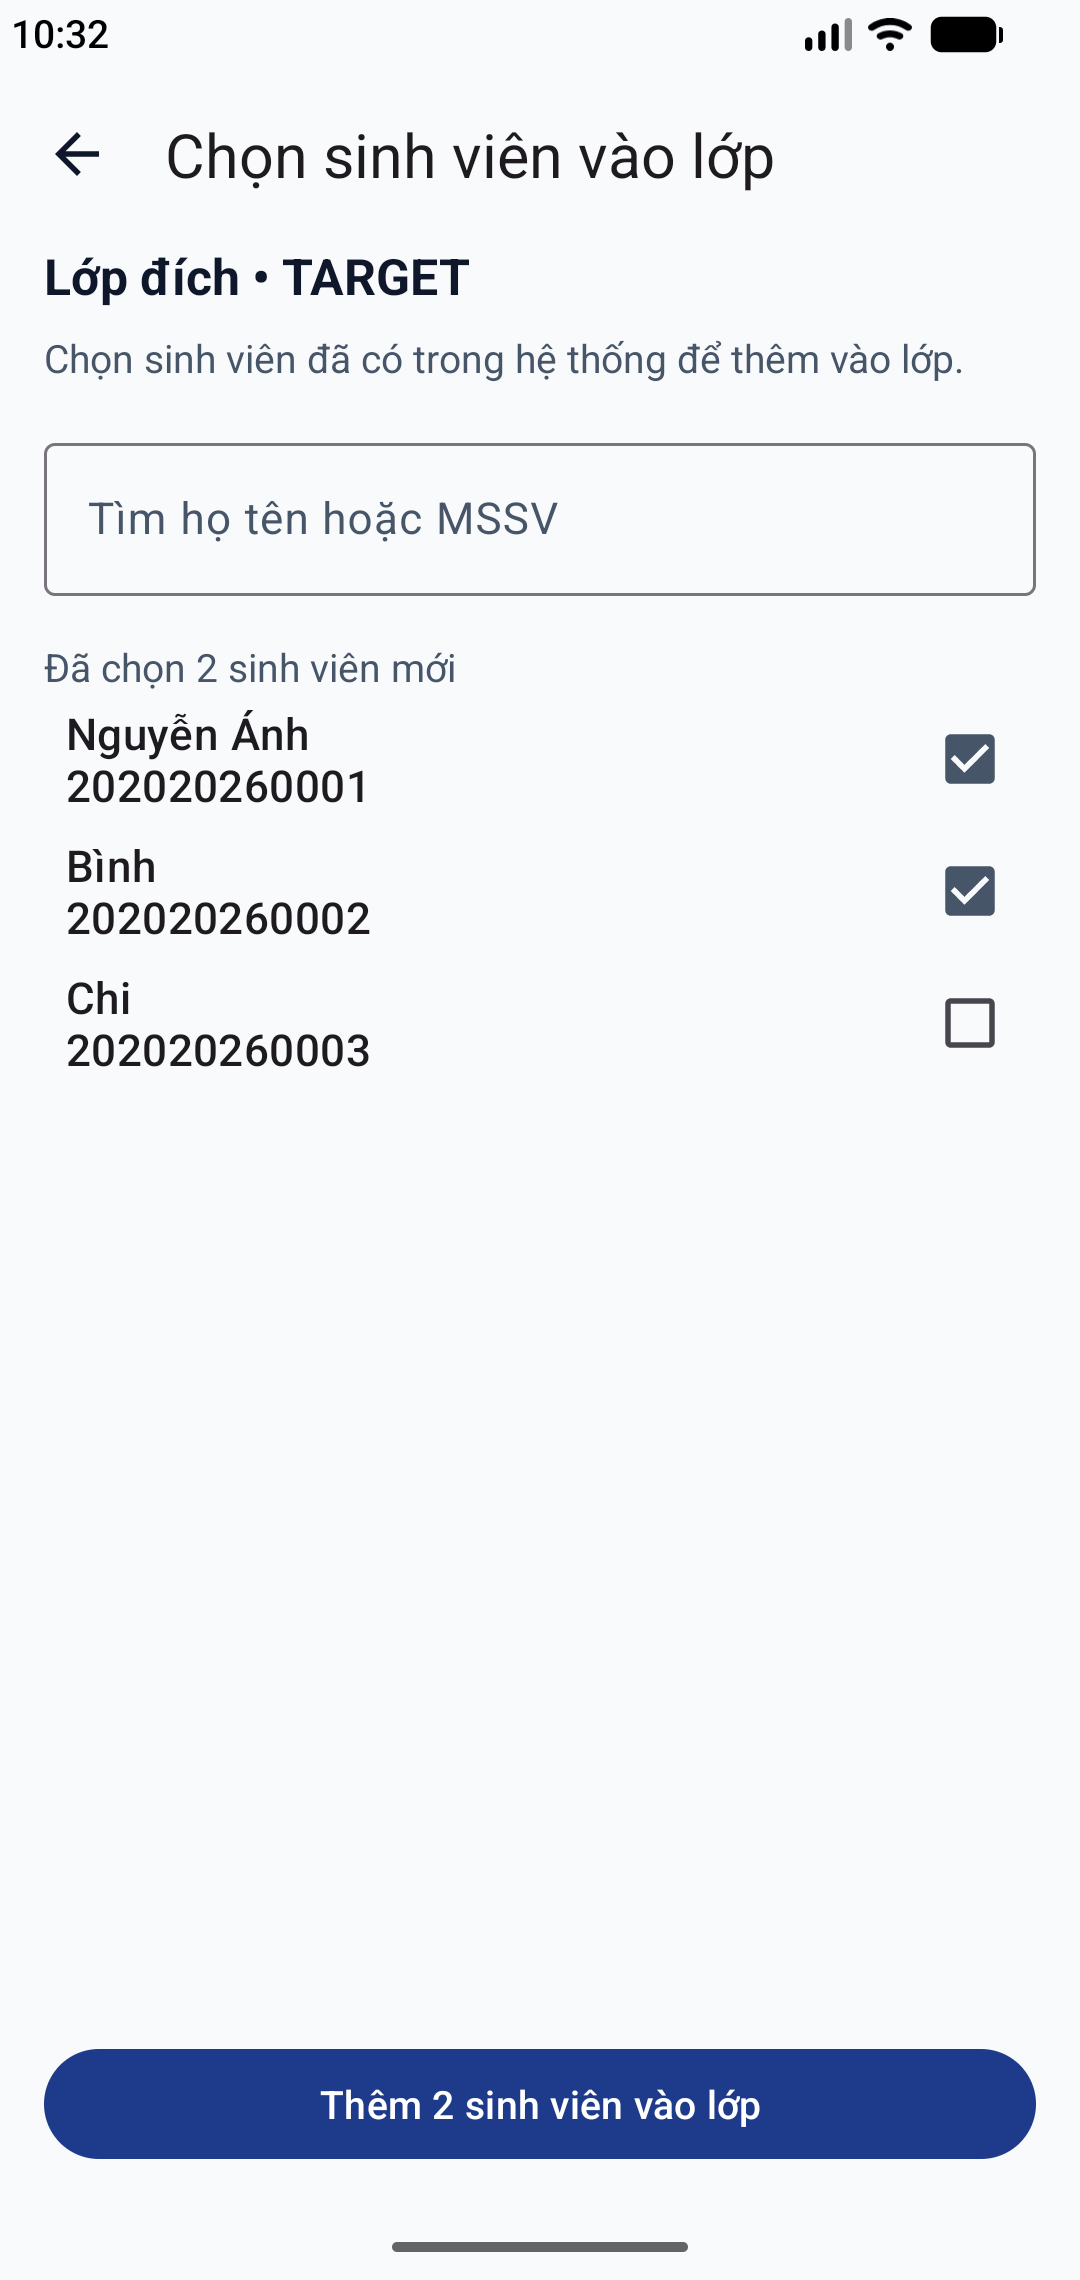 10:32
Chọn sinh viên vào lớp
Lớp đích • TARGET
Chọn sinh viên đã có trong hệ thống để thêm vào lớp.
Tìm họ tên hoặc MSSV
Đã chọn 2 sinh viên mới
Nguyễn Ánh
202020260001
Bình
202020260002
Chi
202020260003
Thêm 2 sinh viên vào lớp